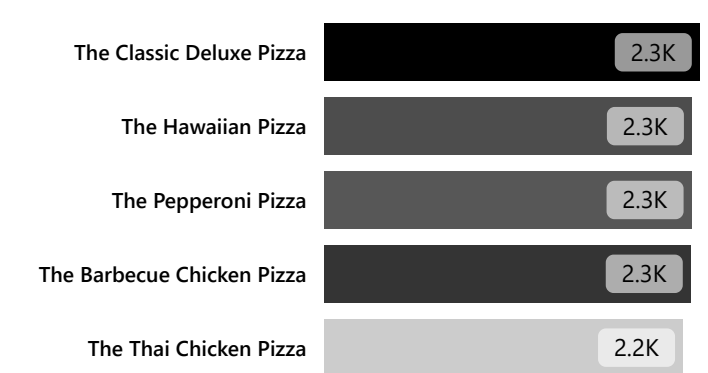 The Classic Deluxe Pizza 2.3K
The Hawaiian Pizza 2.3K
The Pepperoni Pizza 2.3K
The Barbecue Chicken Pizza 2.3K
The Thai Chicken Pizza 2.2K